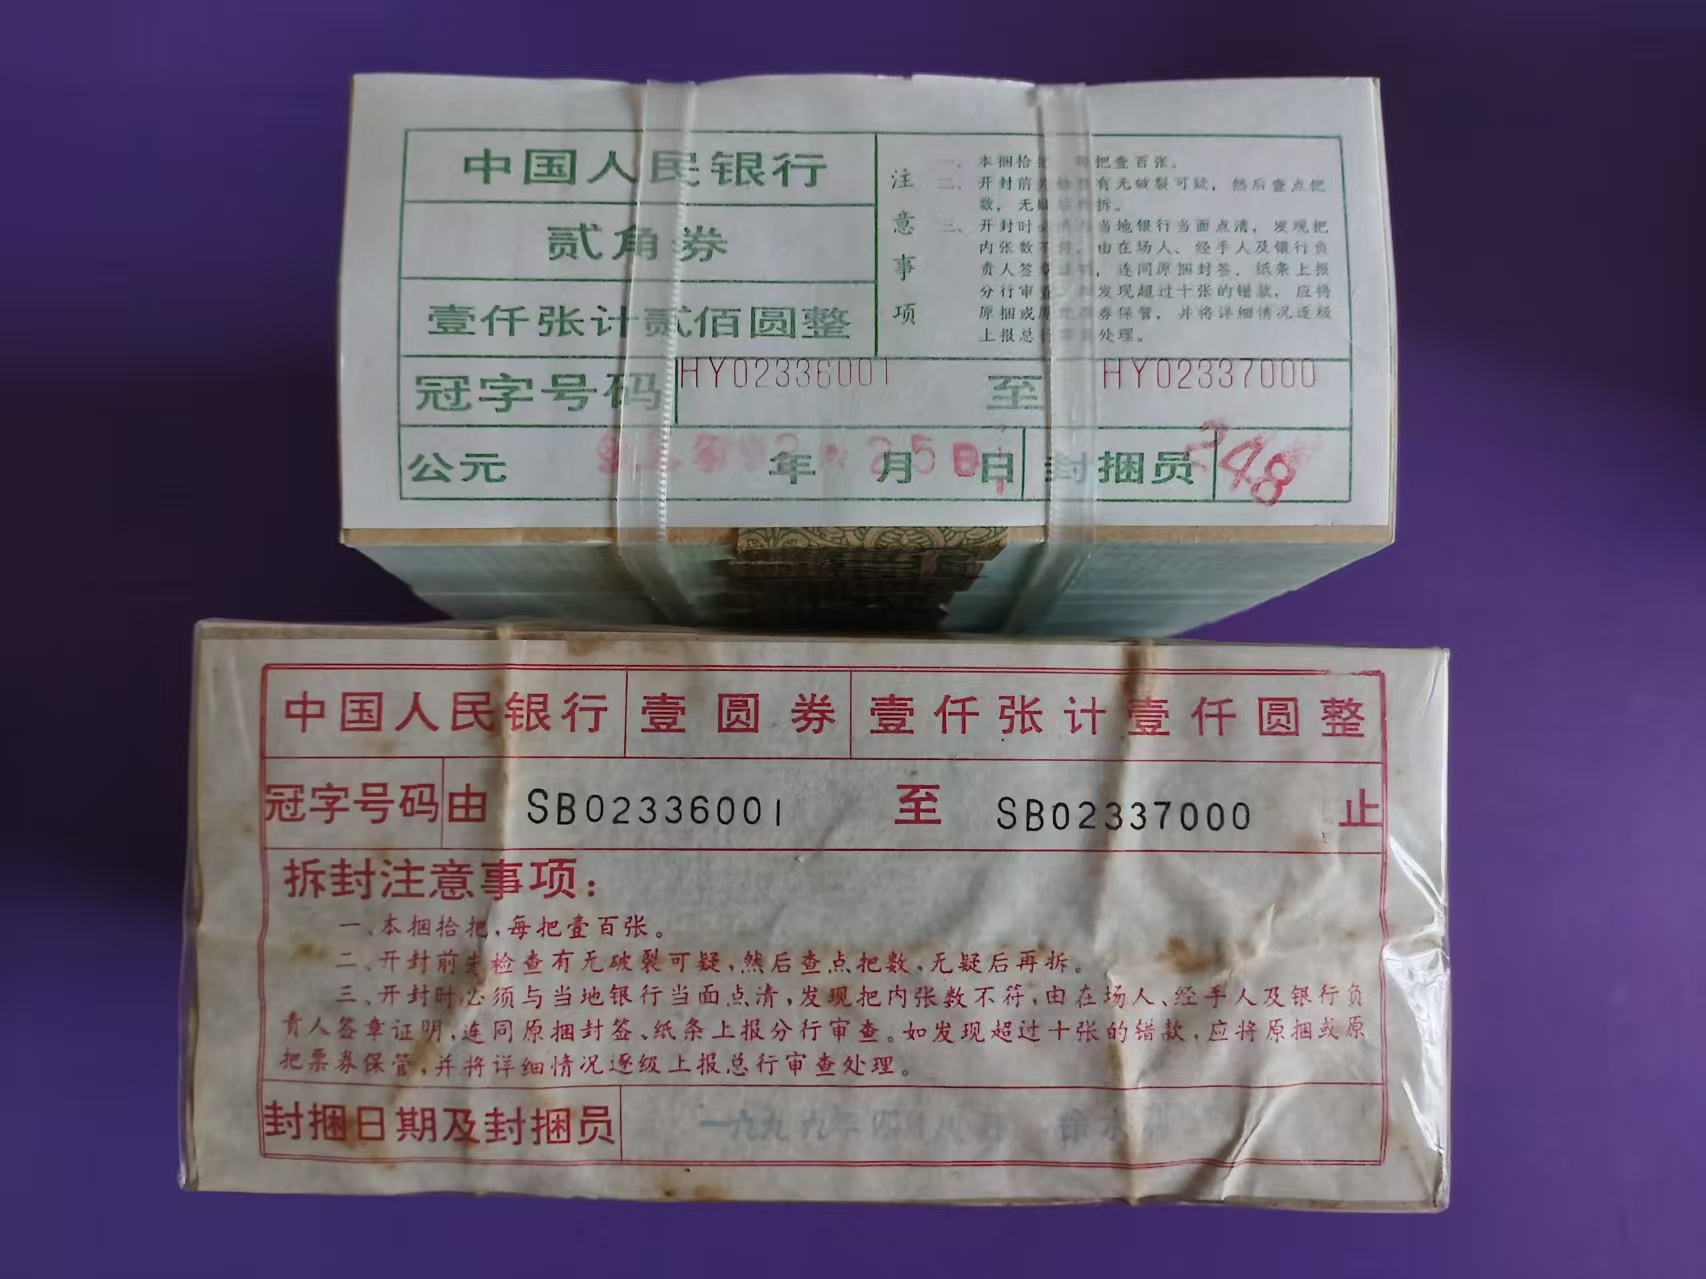 中国人民银行
贰角券
壹仟张计贰佰圆整
注意事项
一、本捆拾把 每把壹百张。
二、开封前 有无破裂可疑，然后查点把
数，无 拆。
三、开封时必 当地银行当面点清，发现把
内张数不符，由在场人、经手人及银行负
责人签章 ，连同原捆封签、纸条上报
分行审查 发现超过十张的错款，应将
原捆或原 券保管，并将详细情况逐级
上报总行 处理。
冠字号码 HY02336001 至 HY02337000
公元 年 月 25 日 封捆员 48
中国人民银行 壹圆券 壹仟张计壹仟圆整
冠字号码 由 SB02336001 至 SB02337000 止
拆封注意事项：
一、本捆拾把，每把壹百张。
二、开封前先检查有无破裂可疑，然后查点把数，无疑后再拆。
三、开封时必须与当地银行当面点清，发现把内张数不符，由在场人、经手人及银行负
责人签章证明，连同原捆封签、纸条上报分行审查。如发现超过十张的错款，应将原捆或原
把票券保管，并将详细情况逐级上报总行审查处理。
封捆日期及封捆员 一九九九年四月八日